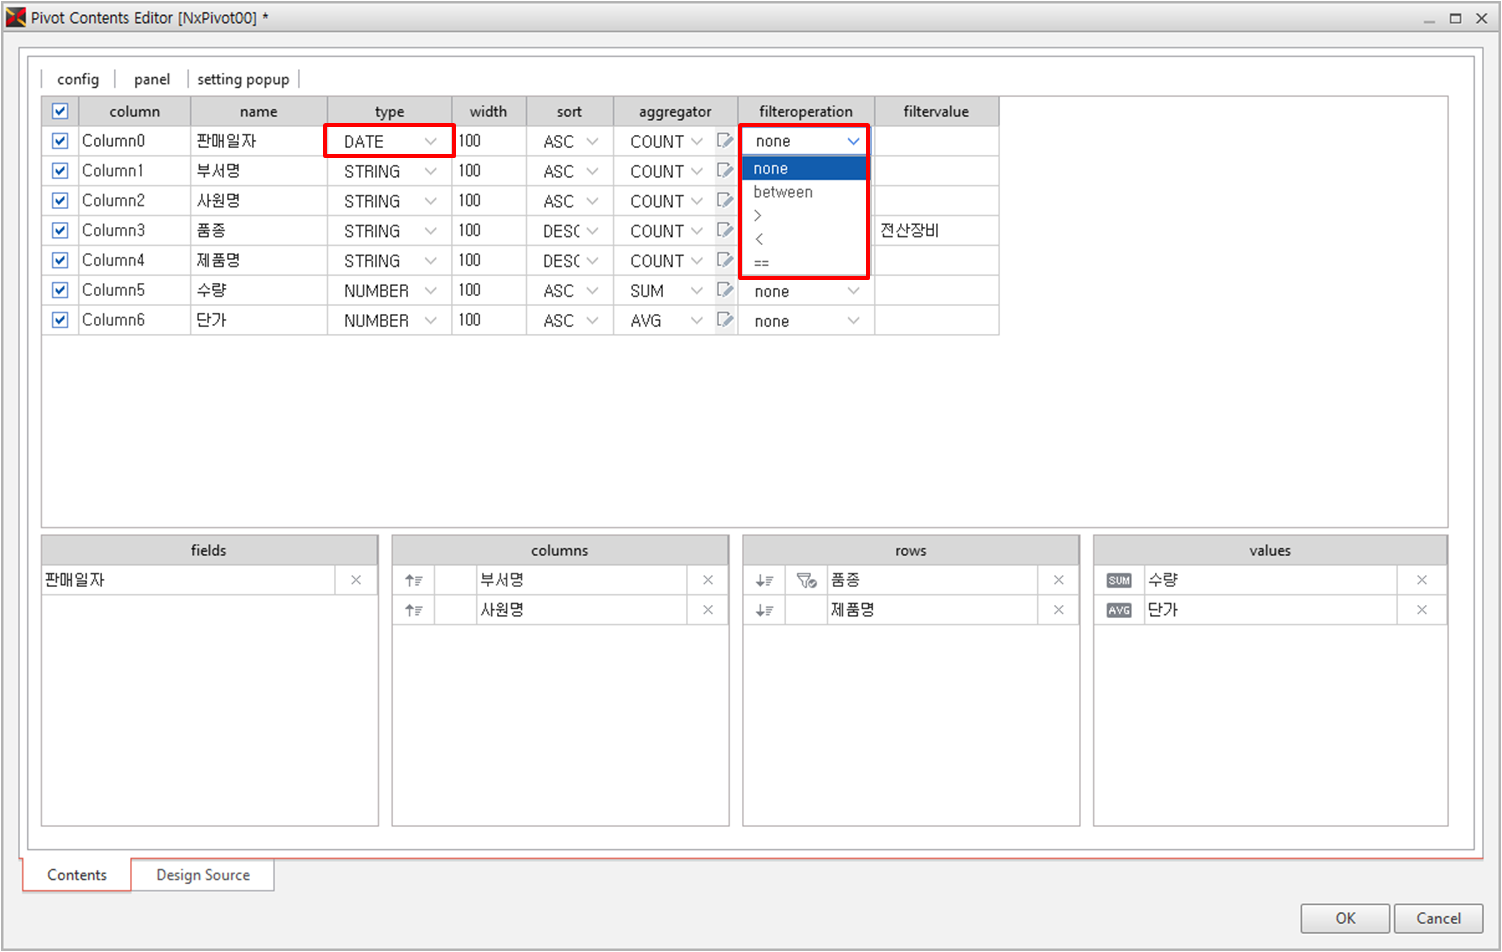 Pivot Contents Editor [NxPivot00] *
config panel setting popup
column name type width sort aggregator filteroperation filtervalue
Column0 판매일자 DATE 100 ASC COUNT none
Column1 부서명 STRING 100 ASC COUNT none
Column2 사원명 STRING 100 ASC COUNT between
>
Column3 품종 STRING 100 DESC COUNT < 전산장비
Column4 제품명 STRING 100 DESC COUNT ==
Column5 수량 NUMBER 100 ASC SUM none
Column6 단가 NUMBER 100 ASC AVG none
fields columns rows values
판매일자 부서명 품종 SUM 수량
사원명 제품명 AVG 단가
Contents Design Source
OK Cancel